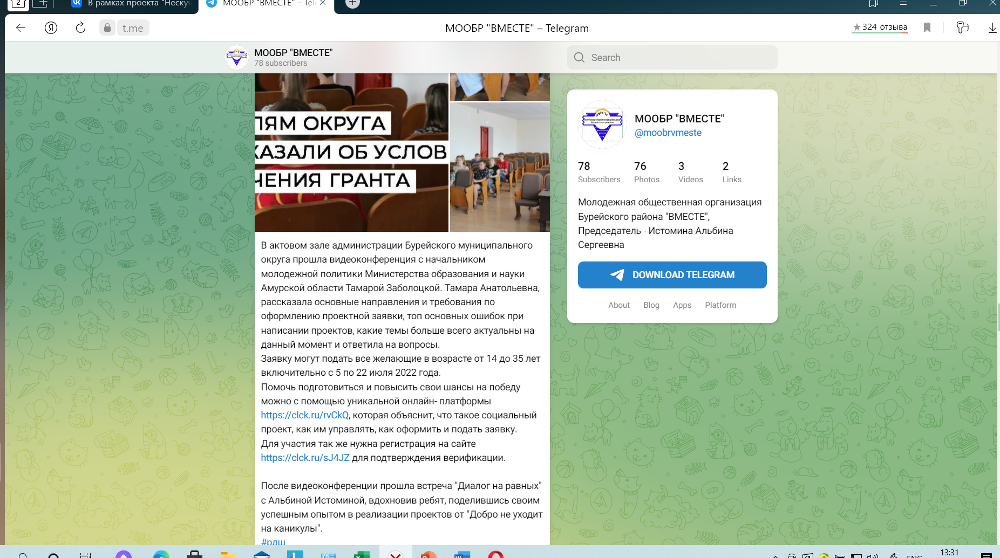 2
В рамках проекта "Нескуч
МООБР "ВМЕСТЕ" – Tele
t.me
МООБР "ВМЕСТЕ" – Telegram
324 отзыва
МООБР "ВМЕСТЕ"
78 subscribers
Search
ЛЯМ ОКРУГА
КАЗАЛИ ОБ УСЛОВ
ЧЕНИЯ ГРАНТА
В актовом зале администрации Бурейского муниципального
округа прошла видеоконференция с начальником
молодежной политики Министерства образования и науки
Амурской области Тамарой Заболоцкой. Тамара Анатольевна,
рассказала основные направления и требования по
оформлению проектной заявки, топ основных ошибок при
написании проектов, какие темы больше всего актуальны на
данный момент и ответила на вопросы.
Заявку могут подать все желающие в возрасте от 14 до 35 лет
включительно с 5 по 22 июля 2022 года.
Помочь подготовиться и повысить свои шансы на победу
можно с помощью уникальной онлайн- платформы
https://clck.ru/rvCkQ, которая объяснит, что такое социальный
проект, как им управлять, как оформить и подать заявку.
Для участия так же нужна регистрация на сайте
https://clck.ru/sJ4JZ для подтверждения верификации.
После видеоконференции прошла встреча "Диалог на равных"
с Альбиной Истоминой, вдохновив ребят, поделившись своим
успешным опытом в реализации проектов от "Добро не уходит
на каникулы".
#рдш
ВМЕСТЕ
МООБР "ВМЕСТЕ"
@moobrvmeste
78 76 3 2
Subscribers Photos Videos Links
Молодежная общественная организация
Бурейского района "ВМЕСТЕ",
Председатель - Истомина Альбина
Сергеевна
DOWNLOAD TELEGRAM
About Blog Apps Platform
ENG
13:31